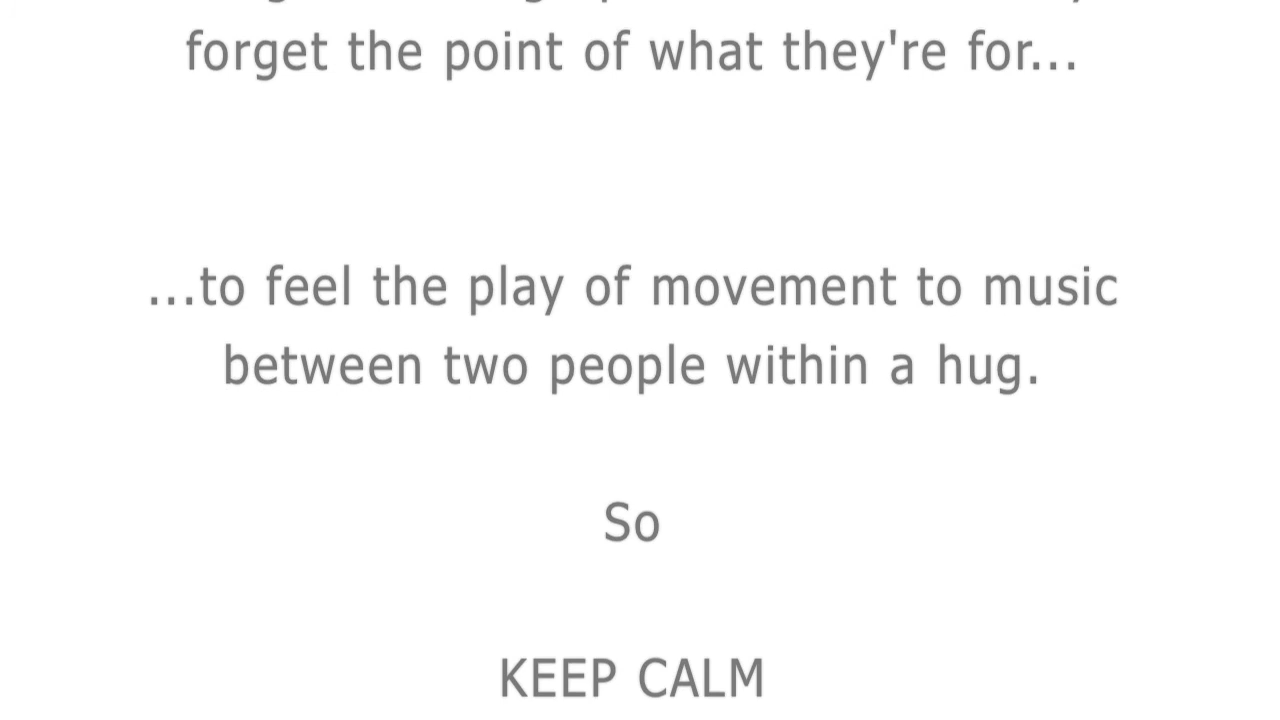 forget the point of what they're for...
...to feel the play of movement to music
between two people within a hug.
So
KEEP CALM